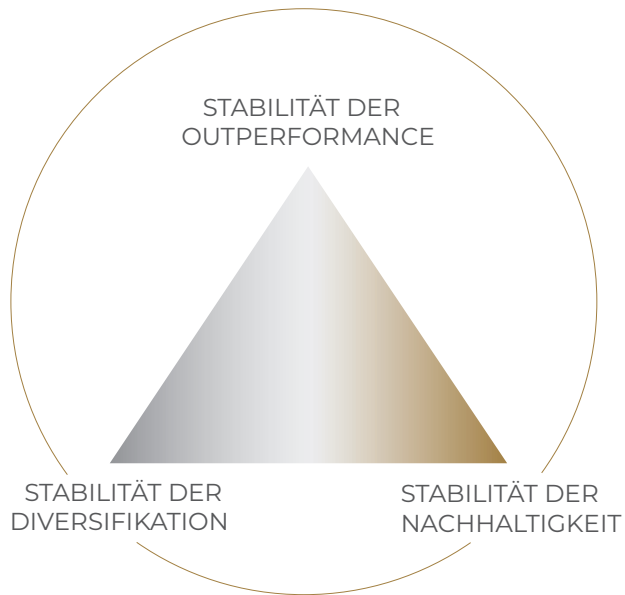 STABILITÄT DER
OUTPERFORMANCE
STABILITÄT DER
DIVERSIFIKATION
STABILITÄT DER
NACHHALTIGKEIT